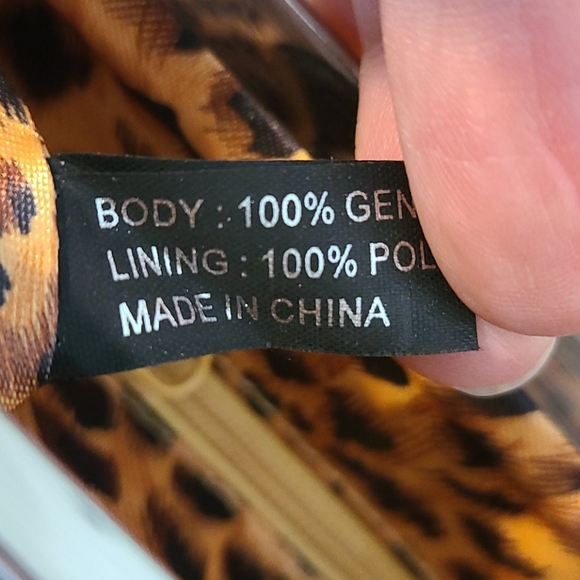 BODY : 100% GEN
LINING : 100% POL
MADE IN CHINA